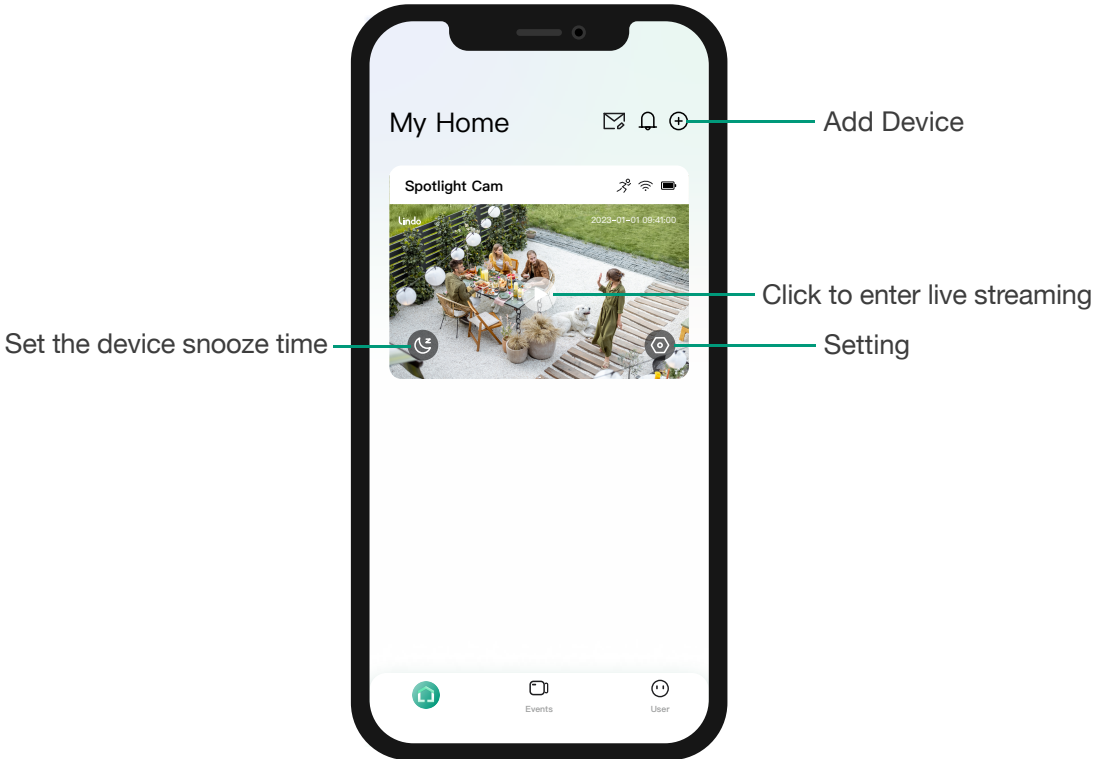 My Home
Add Device
Spotlight Cam
Lindo
2023-01-01 09:41:00
Click to enter live streaming
Set the device snooze time
Setting
Events
User